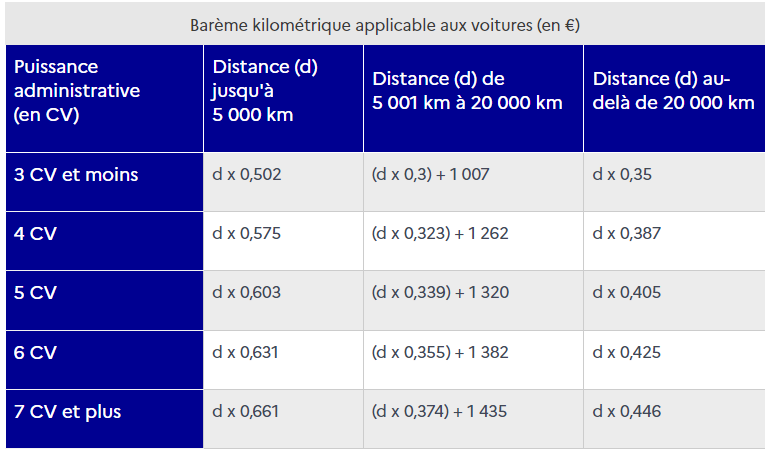 Barème kilométrique applicable aux voitures (en €)
Puissance
administrative
(en CV)
Distance (d)
jusqu'à
5 000 km
Distance (d) de
5 001 km à 20 000 km
Distance (d) au-
delà de 20 000 km
3 CV et moins d x 0,502 (d x 0,3) + 1 007 d x 0,35
4 CV d x 0,575 (d x 0,323) + 1 262 d x 0,387
5 CV d x 0,603 (d x 0,339) + 1 320 d x 0,405
6 CV d x 0,631 (d x 0,355) + 1 382 d x 0,425
7 CV et plus d x 0,661 (d x 0,374) + 1 435 d x 0,446